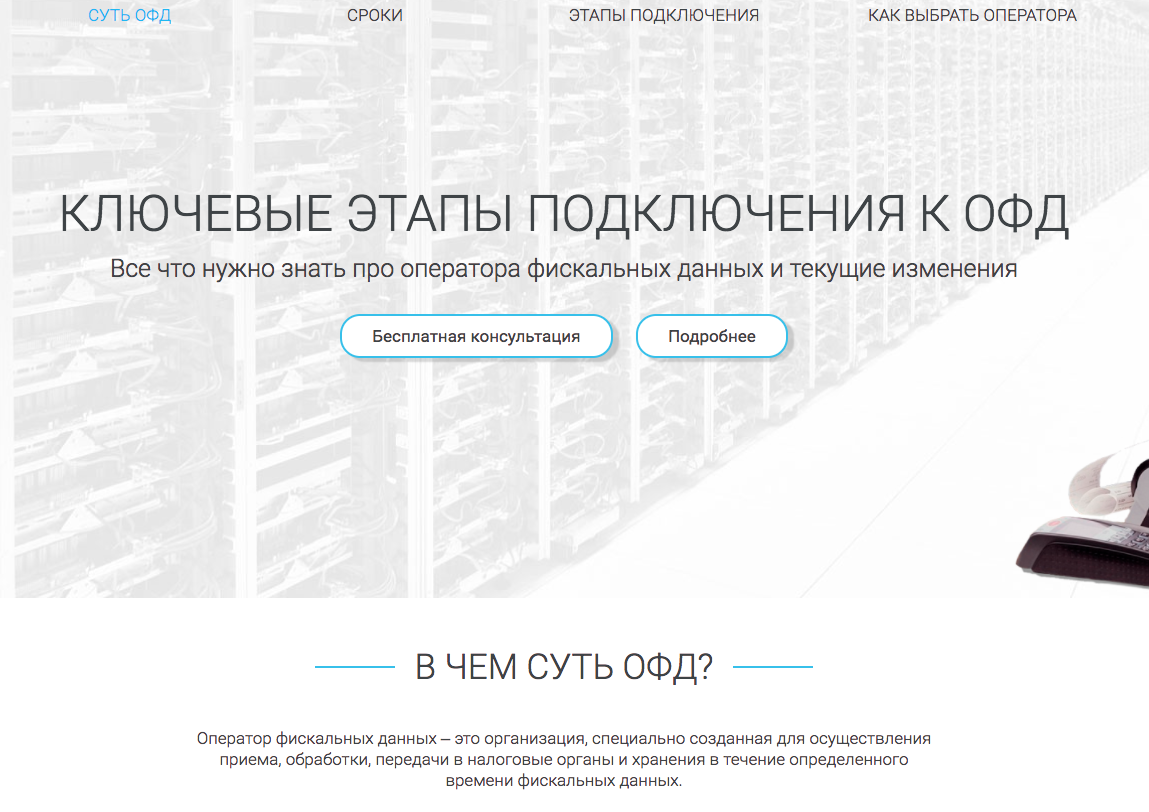 СУТЬ ОФД СРОКИ ЭТАПЫ ПОДКЛЮЧЕНИЯ КАК ВЫБРАТЬ ОПЕРАТОРА
КЛЮЧЕВЫЕ ЭТАПЫ ПОДКЛЮЧЕНИЯ К ОФД
Все что нужно знать про оператора фискальных данных и текущие изменения
Бесплатная консультация Подробнее
В ЧЕМ СУТЬ ОФД?
Оператор фискальных данных – это организация, специально созданная для осуществления
приема, обработки, передачи в налоговые органы и хранения в течение определенного
времени фискальных данных.